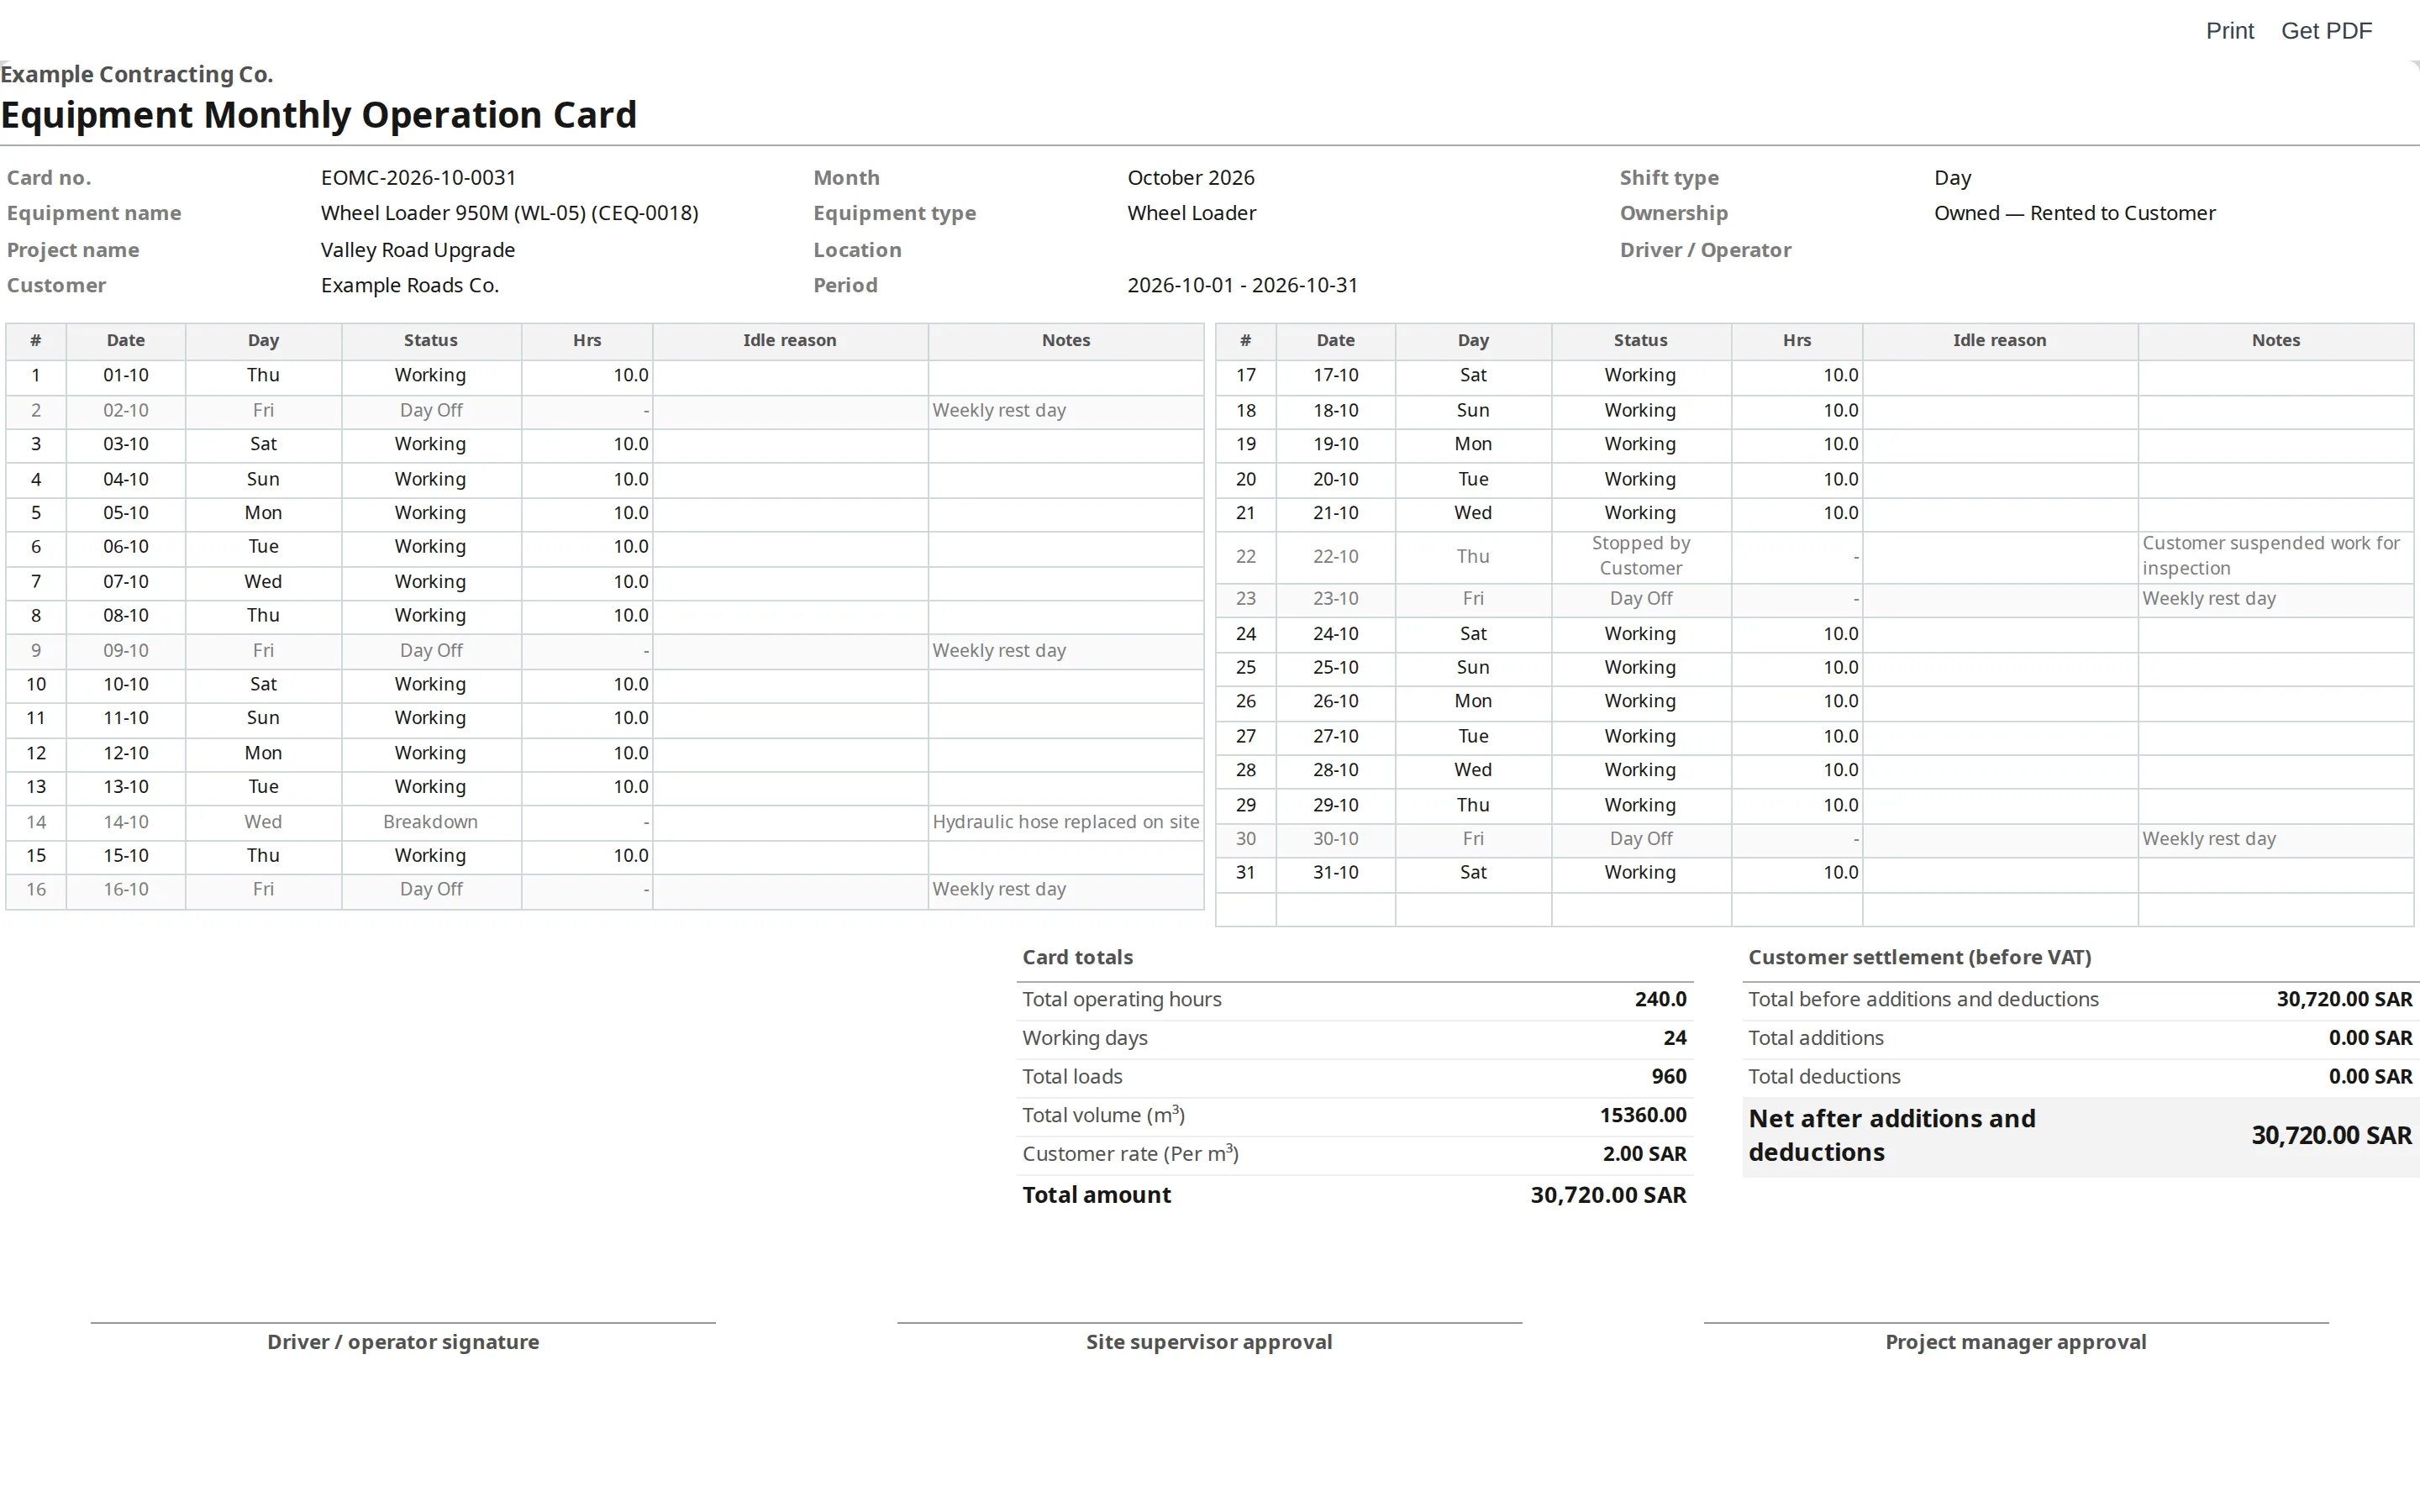 Print Get PDF
Example Contracting Co.
Equipment Monthly Operation Card
Card no. EOMC-2026-10-0031 Month October 2026 Shift type Day
Equipment name Wheel Loader 950M (WL-05) (CEQ-0018) Equipment type Wheel Loader Ownership Owned — Rented to Customer
Project name Valley Road Upgrade Location Driver / Operator
Customer Example Roads Co. Period 2026-10-01 - 2026-10-31
# Date Day Status Hrs Idle reason Notes
1 01-10 Thu Working 10.0
2 02-10 Fri Day Off - Weekly rest day
3 03-10 Sat Working 10.0
4 04-10 Sun Working 10.0
5 05-10 Mon Working 10.0
6 06-10 Tue Working 10.0
7 07-10 Wed Working 10.0
8 08-10 Thu Working 10.0
9 09-10 Fri Day Off - Weekly rest day
10 10-10 Sat Working 10.0
11 11-10 Sun Working 10.0
12 12-10 Mon Working 10.0
13 13-10 Tue Working 10.0
14 14-10 Wed Breakdown - Hydraulic hose replaced on site
15 15-10 Thu Working 10.0
16 16-10 Fri Day Off - Weekly rest day
# Date Day Status Hrs Idle reason Notes
17 17-10 Sat Working 10.0
18 18-10 Sun Working 10.0
19 19-10 Mon Working 10.0
20 20-10 Tue Working 10.0
21 21-10 Wed Working 10.0
22 22-10 Thu Stopped by Customer - Customer suspended work for inspection
23 23-10 Fri Day Off - Weekly rest day
24 24-10 Sat Working 10.0
25 25-10 Sun Working 10.0
26 26-10 Mon Working 10.0
27 27-10 Tue Working 10.0
28 28-10 Wed Working 10.0
29 29-10 Thu Working 10.0
30 30-10 Fri Day Off - Weekly rest day
31 31-10 Sat Working 10.0
Card totals
Total operating hours 240.0
Working days 24
Total loads 960
Total volume (m³) 15360.00
Customer rate (Per m³) 2.00 SAR
Total amount 30,720.00 SAR
Customer settlement (before VAT)
Total before additions and deductions 30,720.00 SAR
Total additions 0.00 SAR
Total deductions 0.00 SAR
Net after additions and deductions 30,720.00 SAR
Driver / operator signature Site supervisor approval Project manager approval